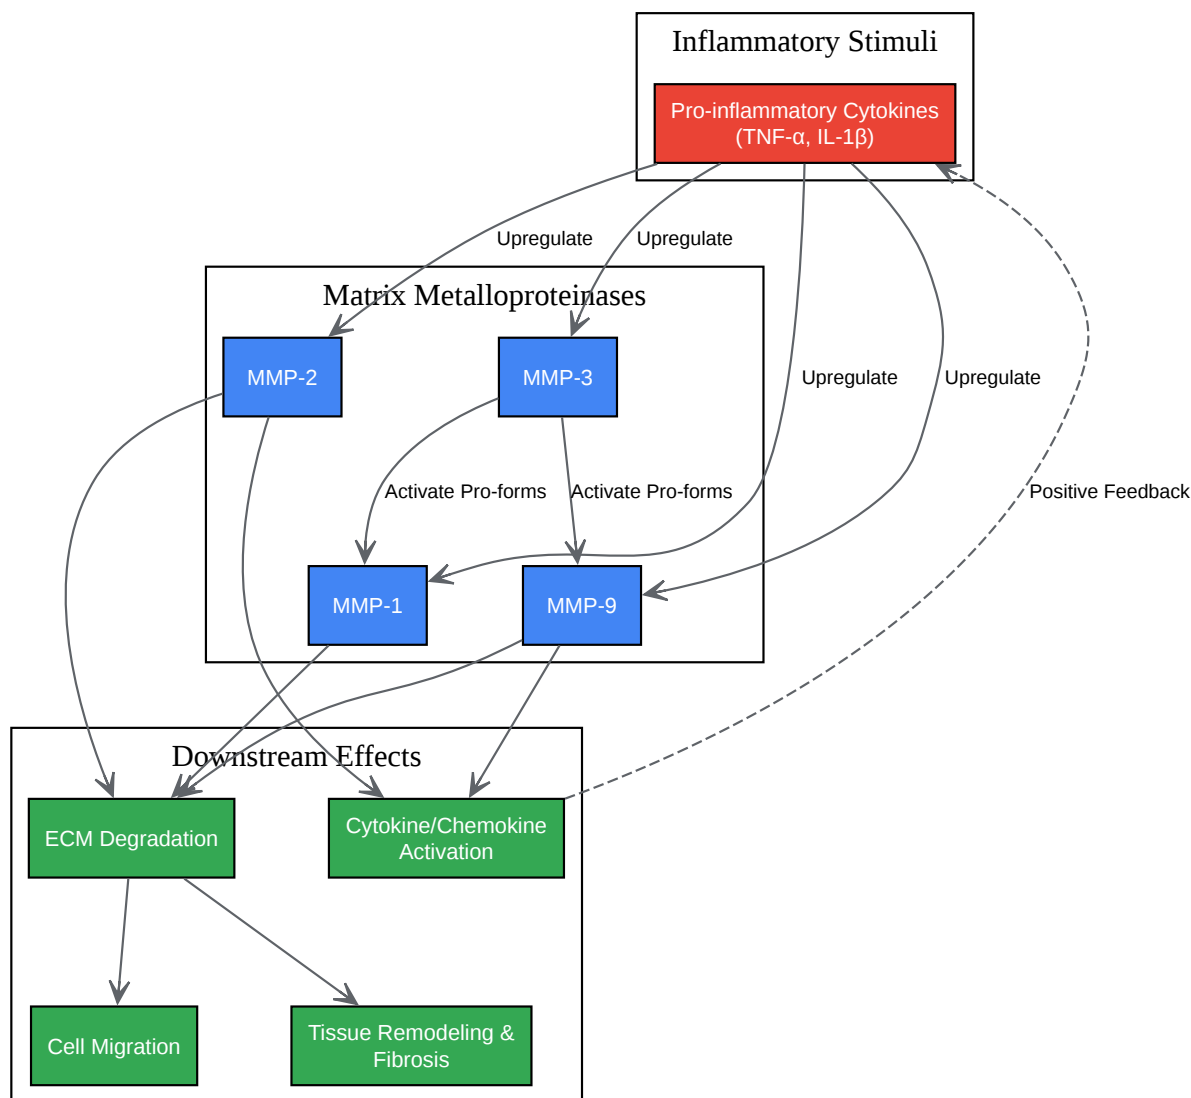 Inflammatory Stimuli
Pro-inflammatory Cytokines
(TNF-α, IL-1β)
Upregulate
Upregulate
Matrix Metalloproteinases
MMP-2
MMP-3
Upregulate
Upregulate
Activate Pro-forms
Activate Pro-forms
Positive Feedback
MMP-1
MMP-9
Downstream Effects
ECM Degradation
Cytokine/Chemokine
Activation
Cell Migration
Tissue Remodeling &
Fibrosis